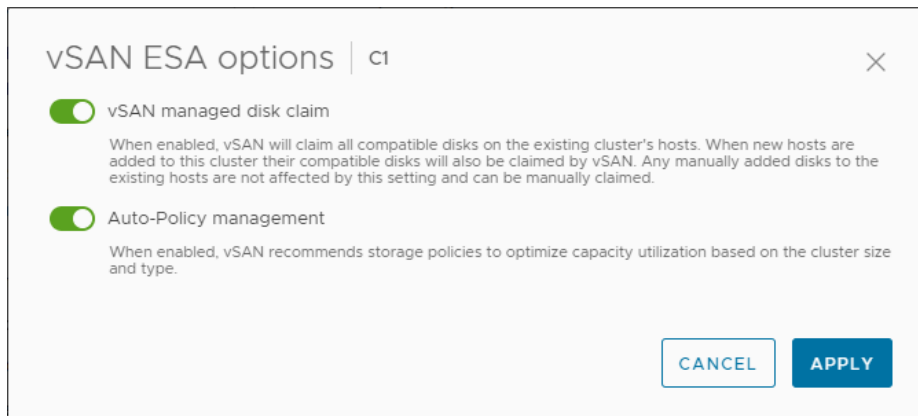 vSAN ESA options | C1
vSAN managed disk claim
When enabled, vSAN will claim all compatible disks on the existing cluster's hosts. When new hosts are
added to this cluster their compatible disks will also be claimed by vSAN. Any manually added disks to the
existing hosts are not affected by this setting and can be manually claimed.
Auto-Policy management
When enabled, vSAN recommends storage policies to optimize capacity utilization based on the cluster size
and type.
CANCEL APPLY